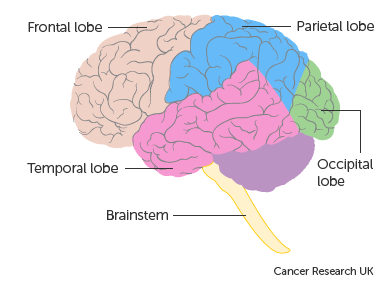 Frontal lobe
Parietal lobe
Temporal lobe
Occipital
lobe
Brainstem
Cancer Research UK